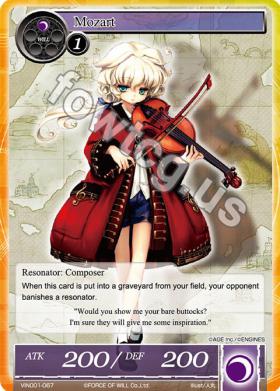 Mozart
WILL
1
fowtcg.us
Resonator: Composer
When this card is put into a graveyard from your field, your opponent
banishes a resonator.
"Would you show me your bare buttocks?
I'm sure they will give me some inspiration."
©AGE Inc./©ENGINES
ATK 200/ DEF 200
VIN001-067 ©FORCE OF WILL Co.,Ltd.